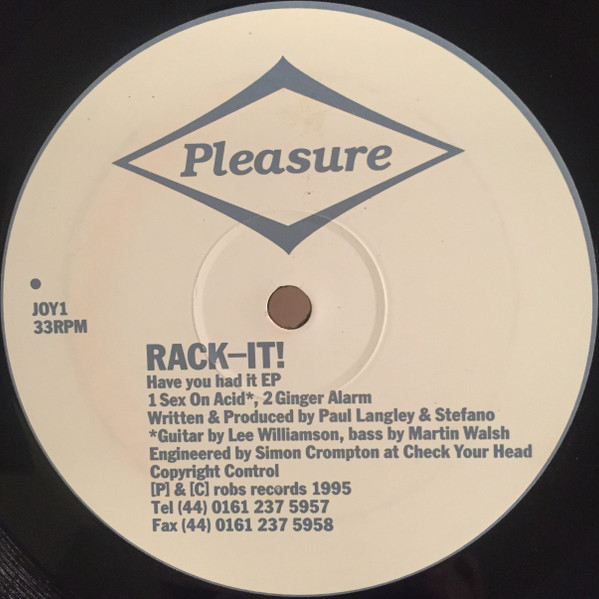 Pleasure
JOY1
33RPM
RACK-IT!
Have you had it EP
1 Sex On Acid*, 2 Ginger Alarm
Written & Produced by Paul Langley & Stefano
*Guitar by Lee Williamson, bass by Martin Walsh
Engineered by Simon Crompton at Check Your Head
Copyright Control
[P] & [C] robs records 1995
Tel (44) 0161 237 5957
Fax (44) 0161 237 5958